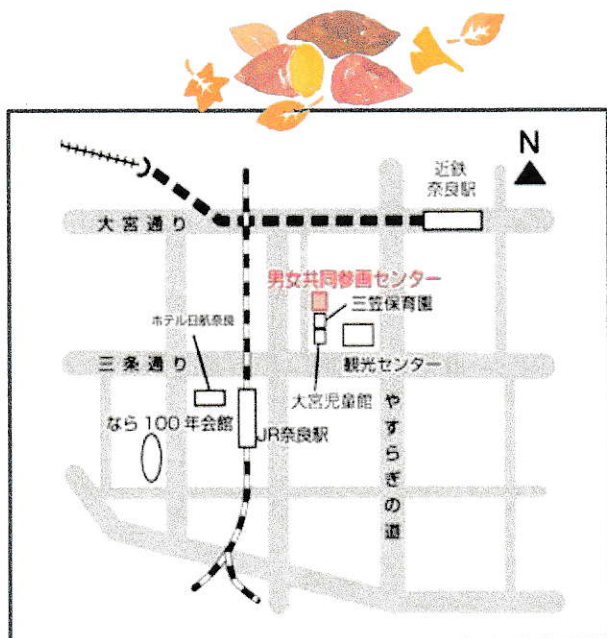 N
近鉄
奈良駅
大宮通り
男女共同参画センター
三笠保育園
ホテル日航奈良
三条通り
観光センター
大宮児童館
なら100年会館
JR奈良駅
やすらぎの道